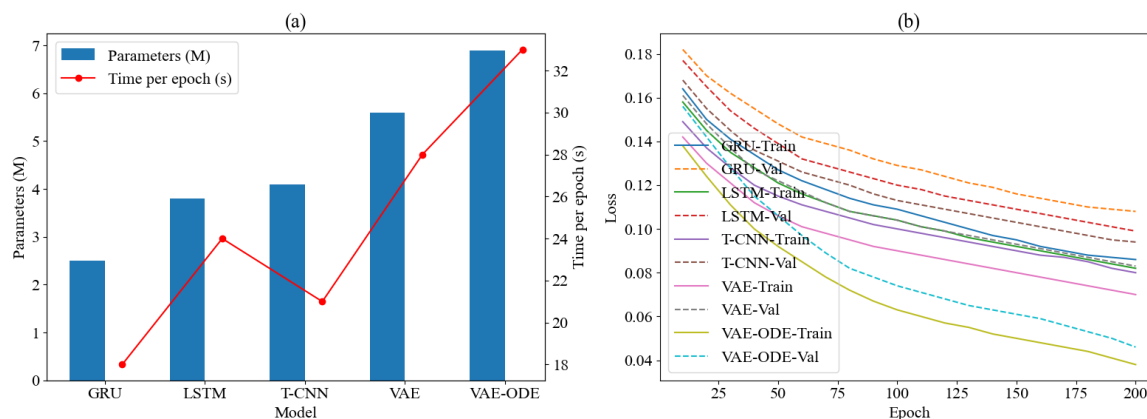 (a)
Parameters (M)
Time per epoch (s)
7
6
5
4
3
2
1
0
Parameters (M)
32
30
28
26
24
22
20
18
Time per epoch (s)
GRU LSTM T-CNN VAE VAE-ODE
Model
(b)
0.18
0.16
0.14
0.12
0.10
0.08
0.06
0.04
Loss
GRU-Train
GRU-Val
LSTM-Train
LSTM-Val
T-CNN-Train
T-CNN-Val
VAE-Train
VAE-Val
VAE-ODE-Train
VAE-ODE-Val
25 50 75 100 125 150 175 200
Epoch